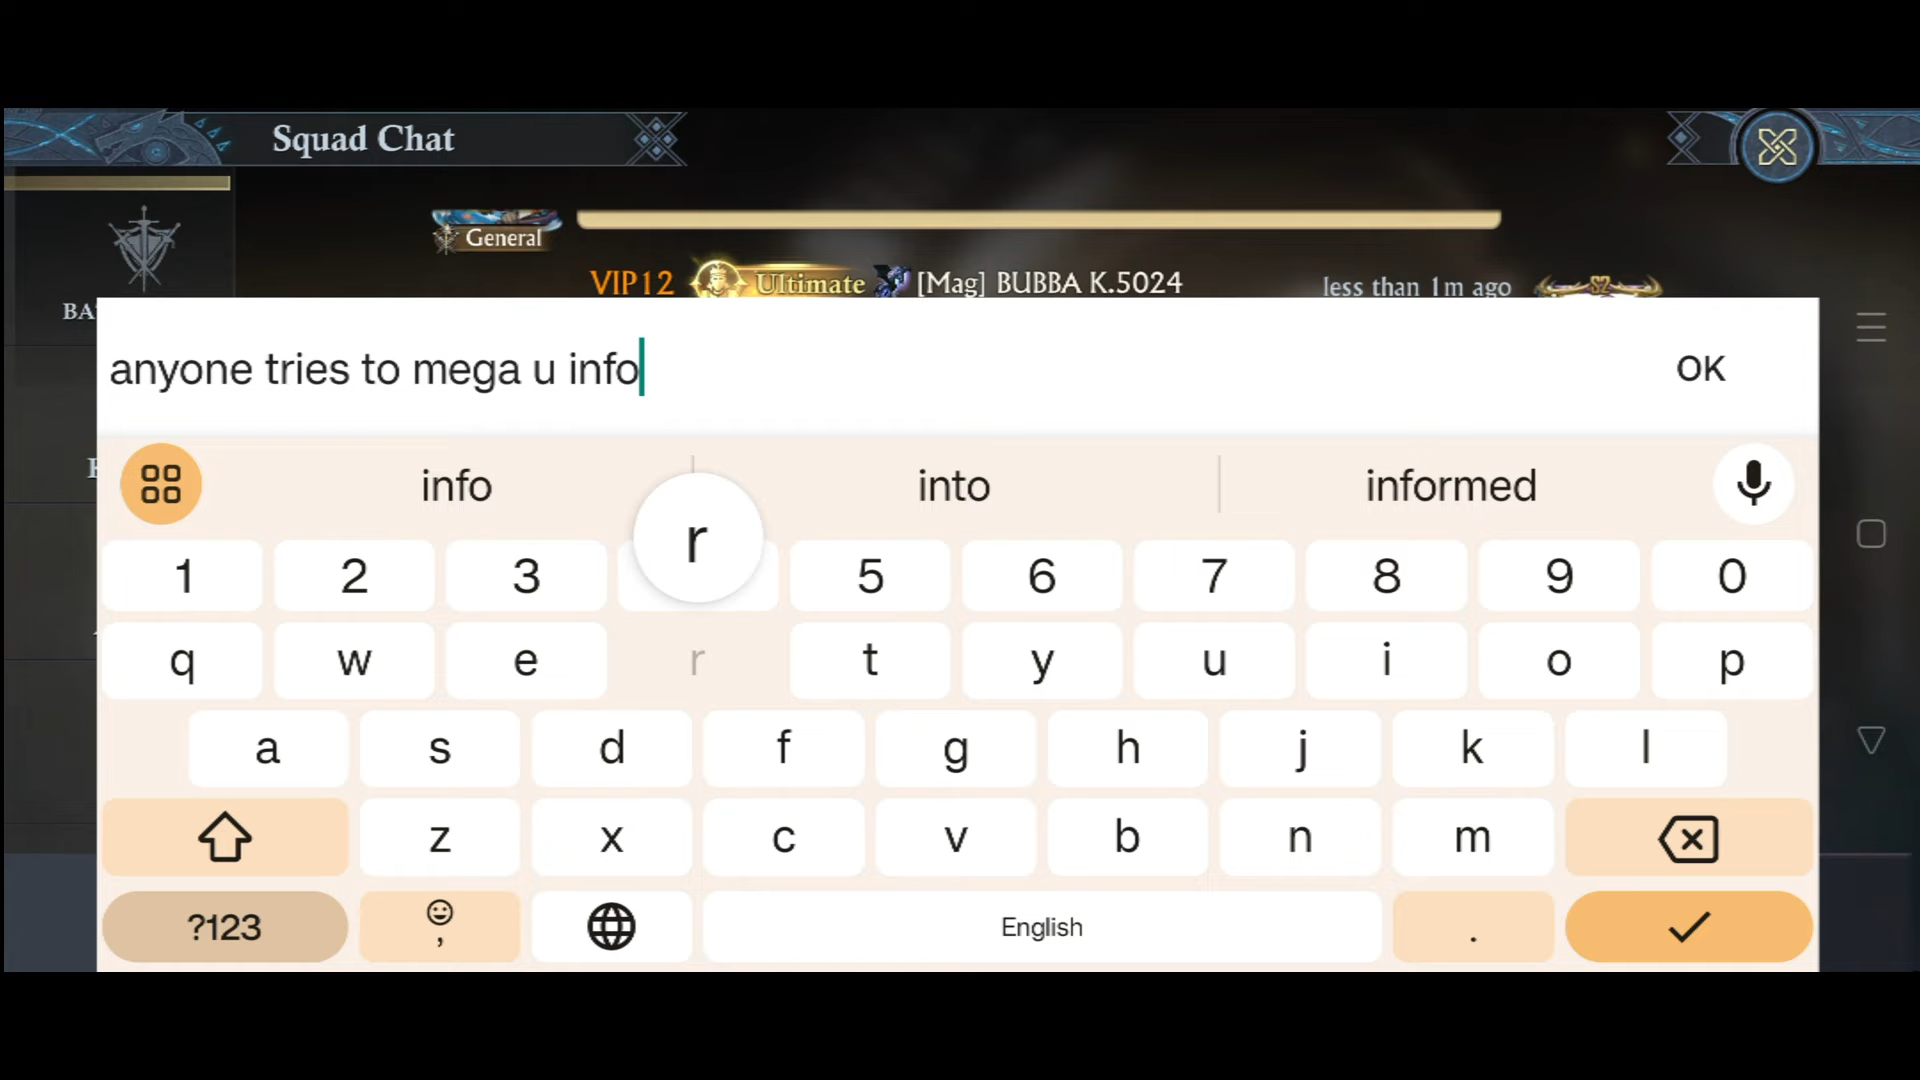 Squad Chat
General
VIP12 Ultimate [Mag] BUBBA K.5024 less than 1m ago S2
BA
anyone tries to mega u info OK
info into informed
r
1 2 3 5 6 7 8 9 0
q w e r t y u i o p
a s d f g h j k l
z x c v b n m
?123 , English .